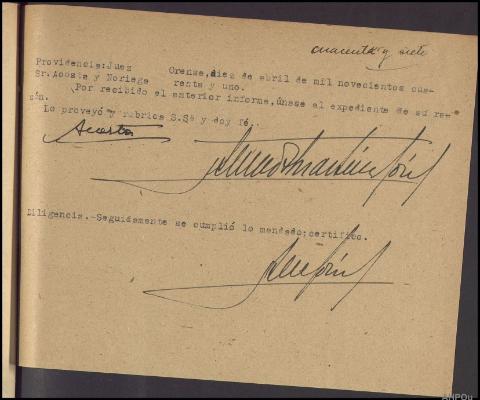 cuarenta y siete
Providencia:Juez
Sr.Acosta y Noriega
Orense,diez de abril de mil novecientos cua-
renta y uno.
Por recibido el anterior informe,únase al expediente de su ra-
zón.
Lo proveyó y rubrica S.Sª y doy fé.
Acosta
Diligencia.-Seguidamente se cumplió lo mandado;certifico.
AHPOu